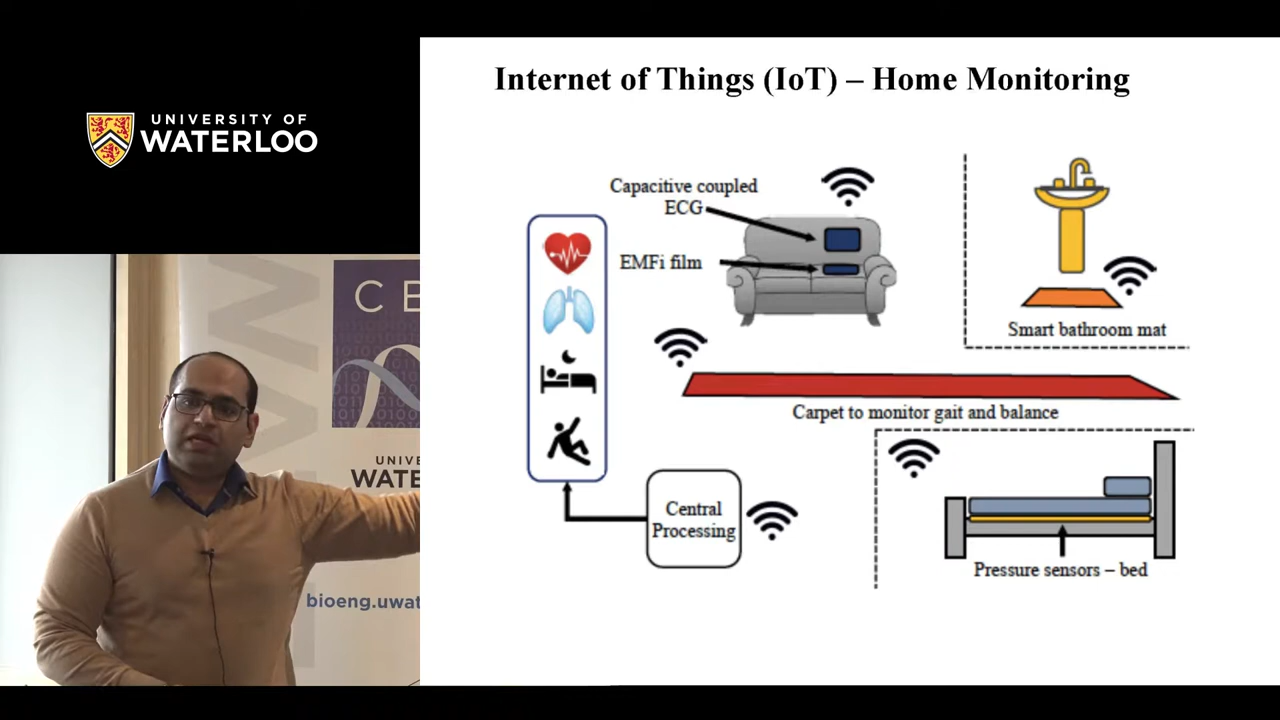 UNIVERSITY OF
WATERLOO
Internet of Things (IoT) – Home Monitoring
Capacitive coupled
ECG
EMFi film
Smart bathroom mat
Carpet to monitor gait and balance
Central
Processing
Pressure sensors – bed
CE
UNIVE
WATE
bioeng.uwat